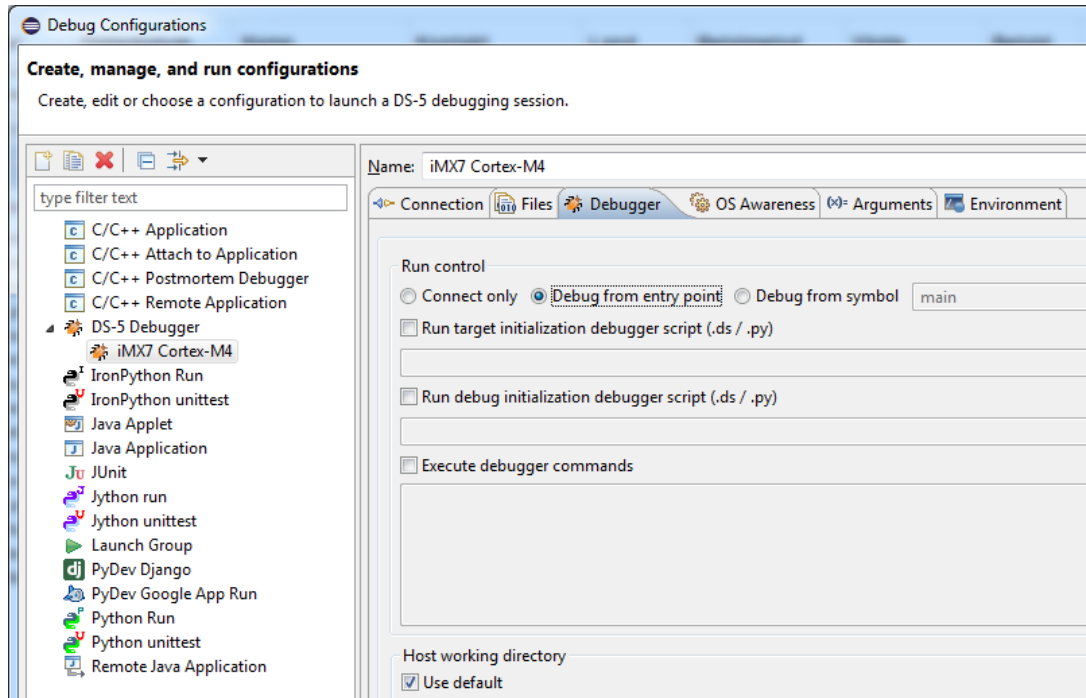 Debug Configurations
Create, manage, and run configurations
Create, edit or choose a configuration to launch a DS-5 debugging session.
type filter text
C/C++ Application
C/C++ Attach to Application
C/C++ Postmortem Debugger
C/C++ Remote Application
DS-5 Debugger
iMX7 Cortex-M4
IronPython Run
IronPython unittest
Java Applet
Java Application
JUnit
Jython run
Jython unittest
Launch Group
PyDev Django
PyDev Google App Run
Python Run
Python unittest
Remote Java Application
Name: iMX7 Cortex-M4
Connection Files Debugger OS Awareness (x)= Arguments Environment
Run control
Connect only Debug from entry point Debug from symbol main
Run target initialization debugger script (.ds / .py)
Run debug initialization debugger script (.ds / .py)
Execute debugger commands
Host working directory
Use default